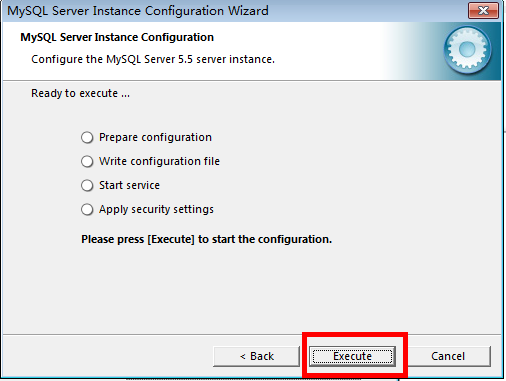 MySQL Server Instance Configuration Wizard
MySQL Server Instance Configuration
Configure the MySQL Server 5.5 server instance.
Ready to execute ...
Prepare configuration
Write configuration file
Start service
Apply security settings
Please press [Execute] to start the configuration.
< Back
Execute
Cancel